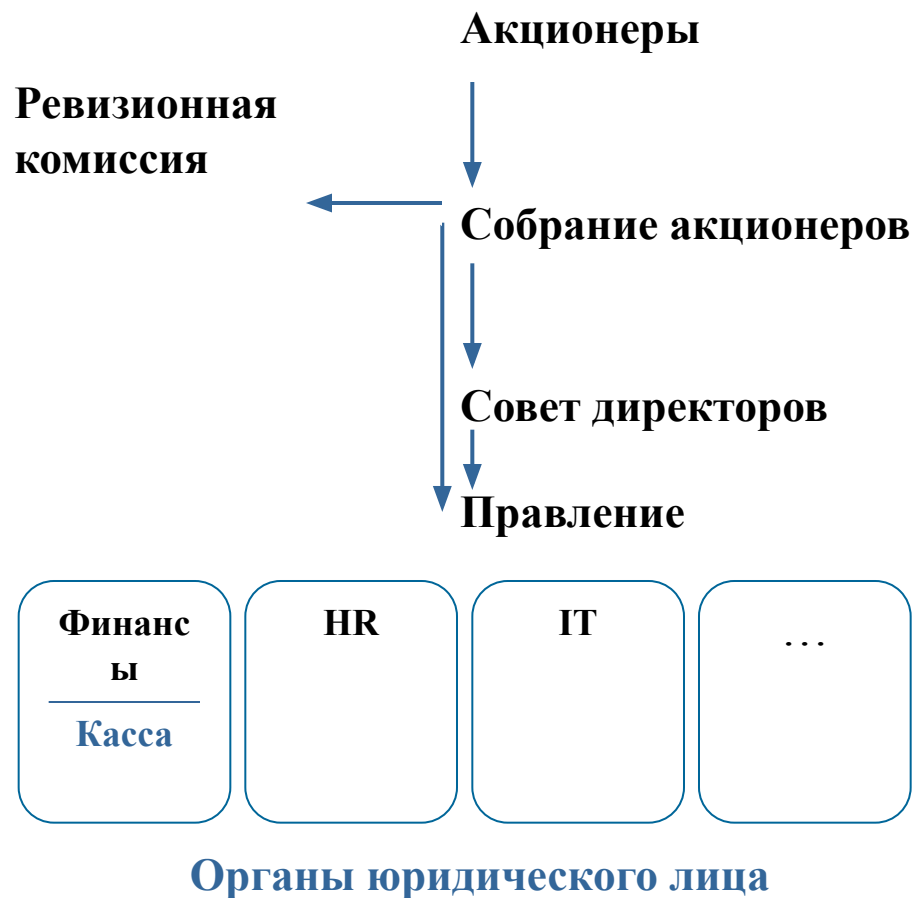 Акционеры
Ревизионная
комиссия
Собрание акционеров
Совет директоров
Правление
Финанс
ы
Касса
HR
IT
...
Органы юридического лица